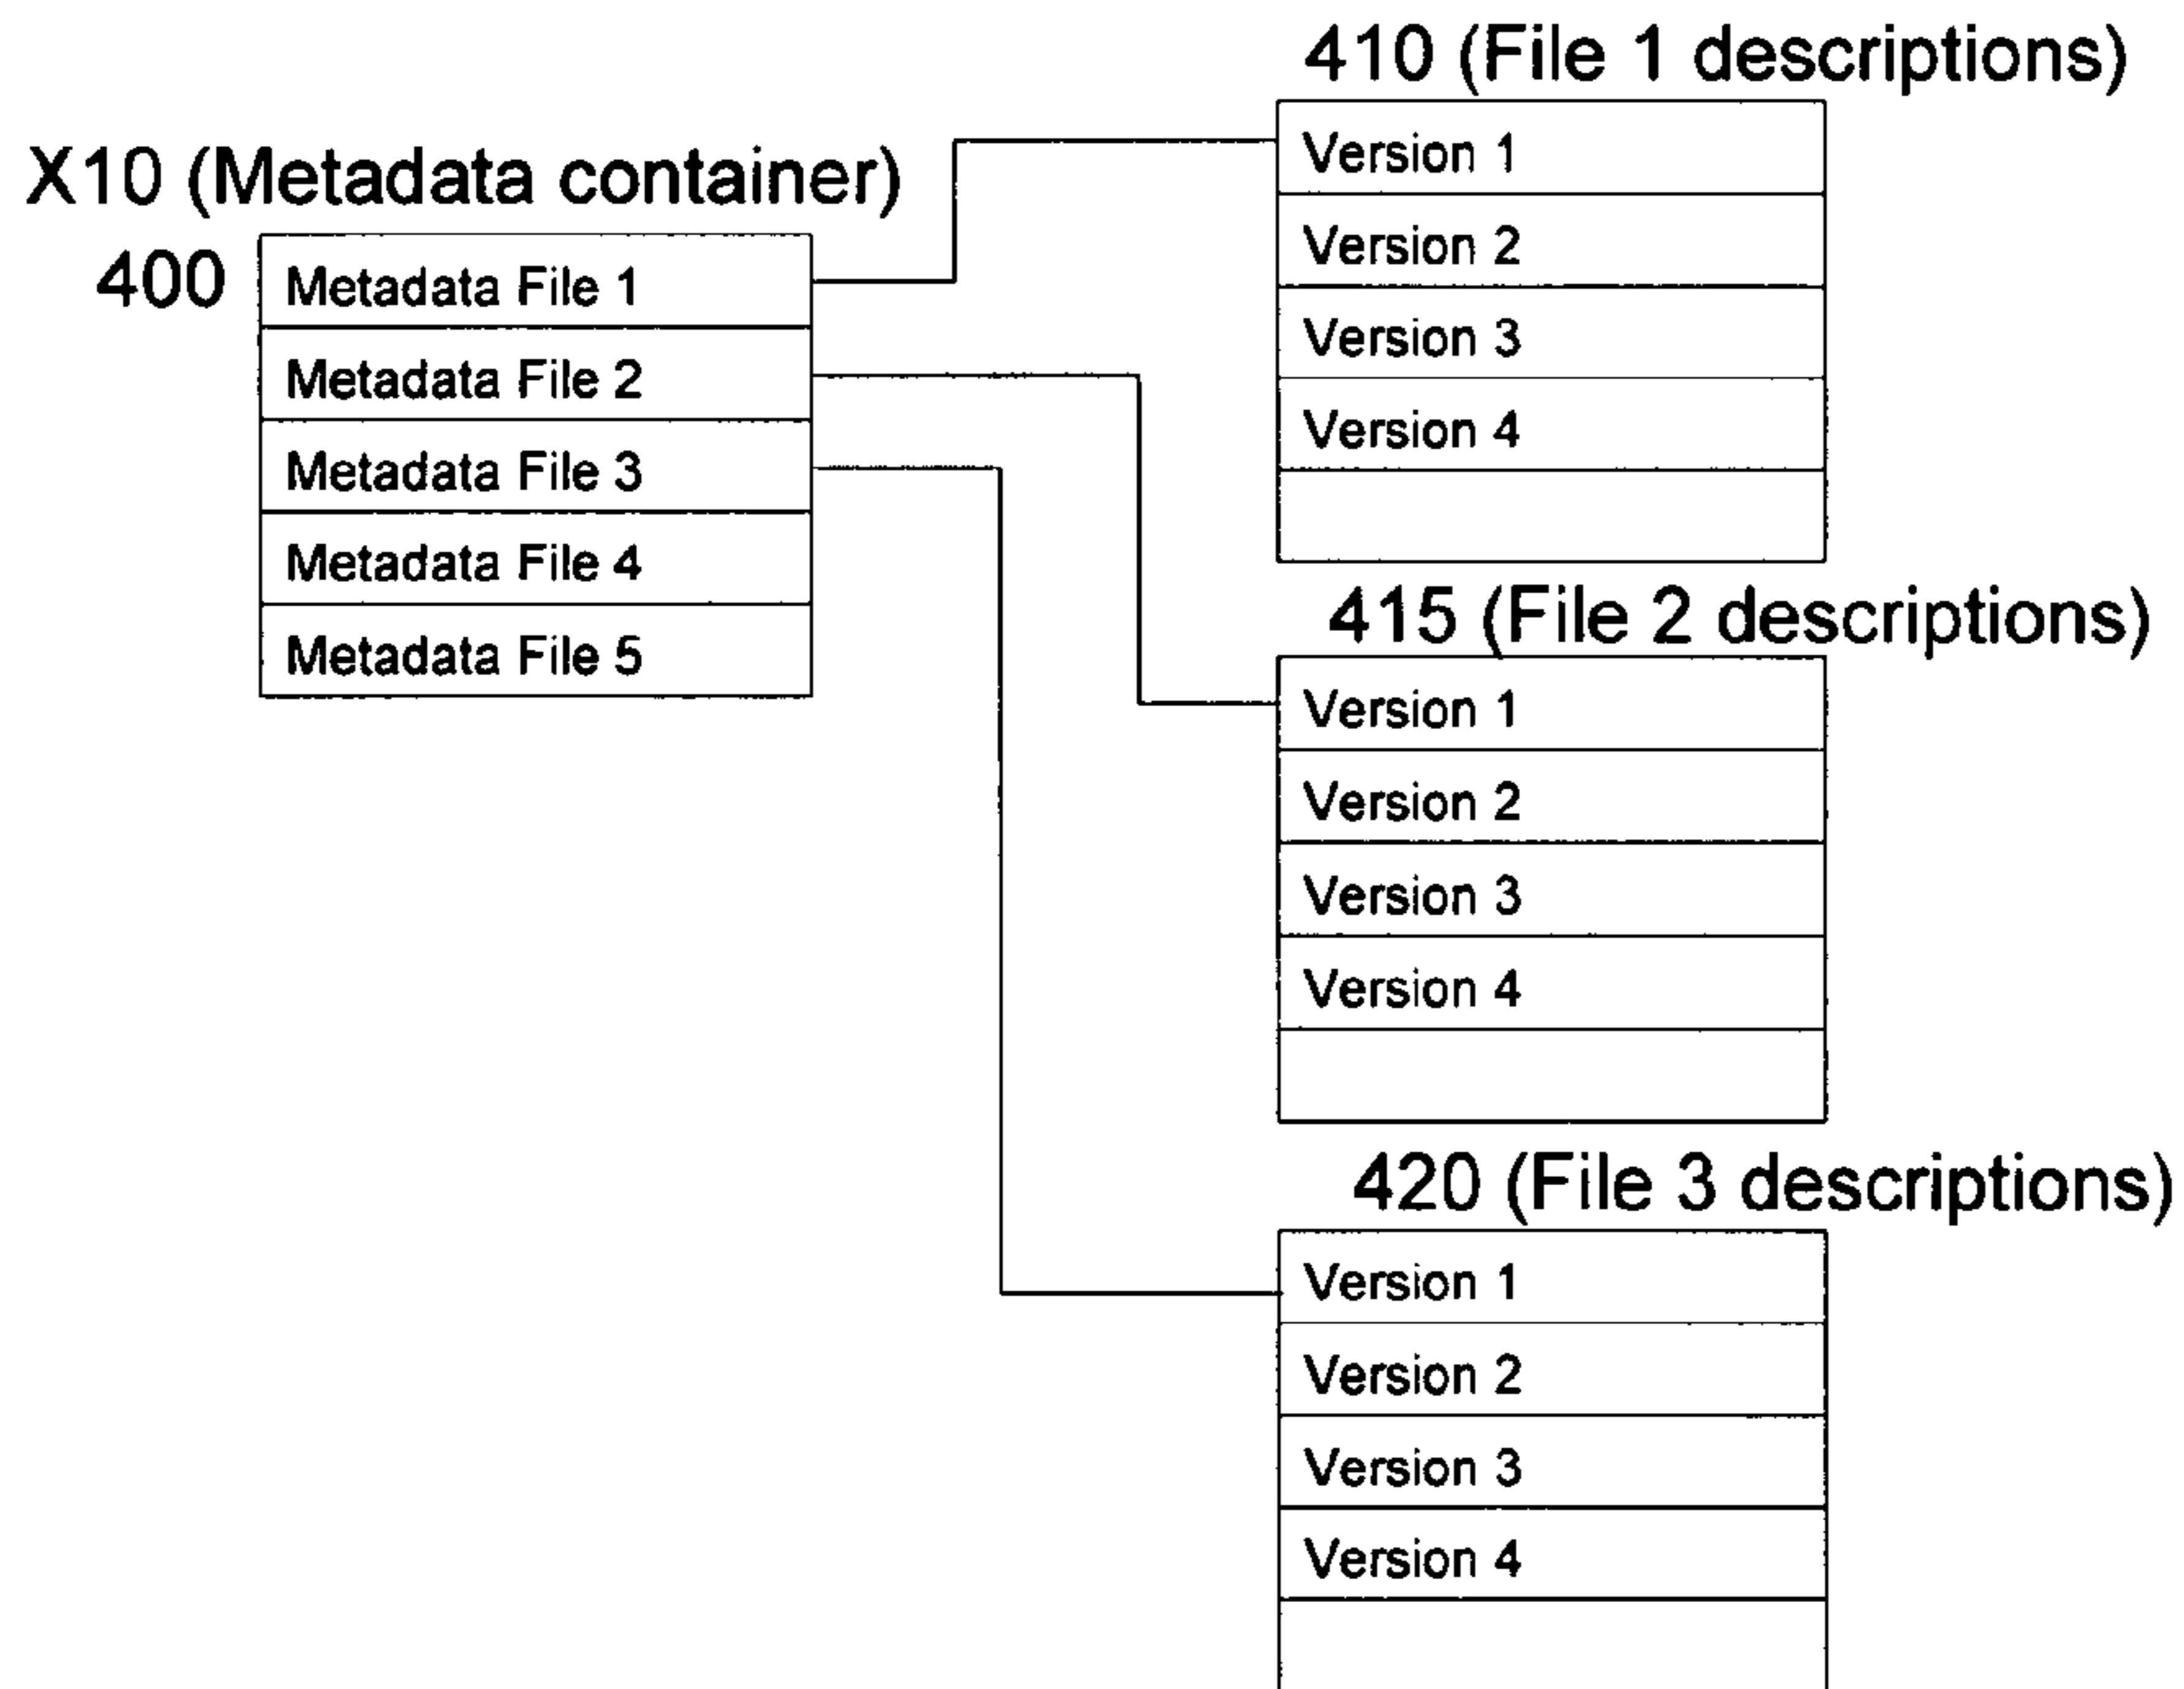 X10 (Metadata container)
400
Metadata File 1
Metadata File 2
Metadata File 3
Metadata File 4
Metadata File 5
410 (File 1 descriptions)
Version 1
Version 2
Version 3
Version 4
415 (File 2 descriptions)
Version 1
Version 2
Version 3
Version 4
420 (File 3 descriptions)
Version 1
Version 2
Version 3
Version 4